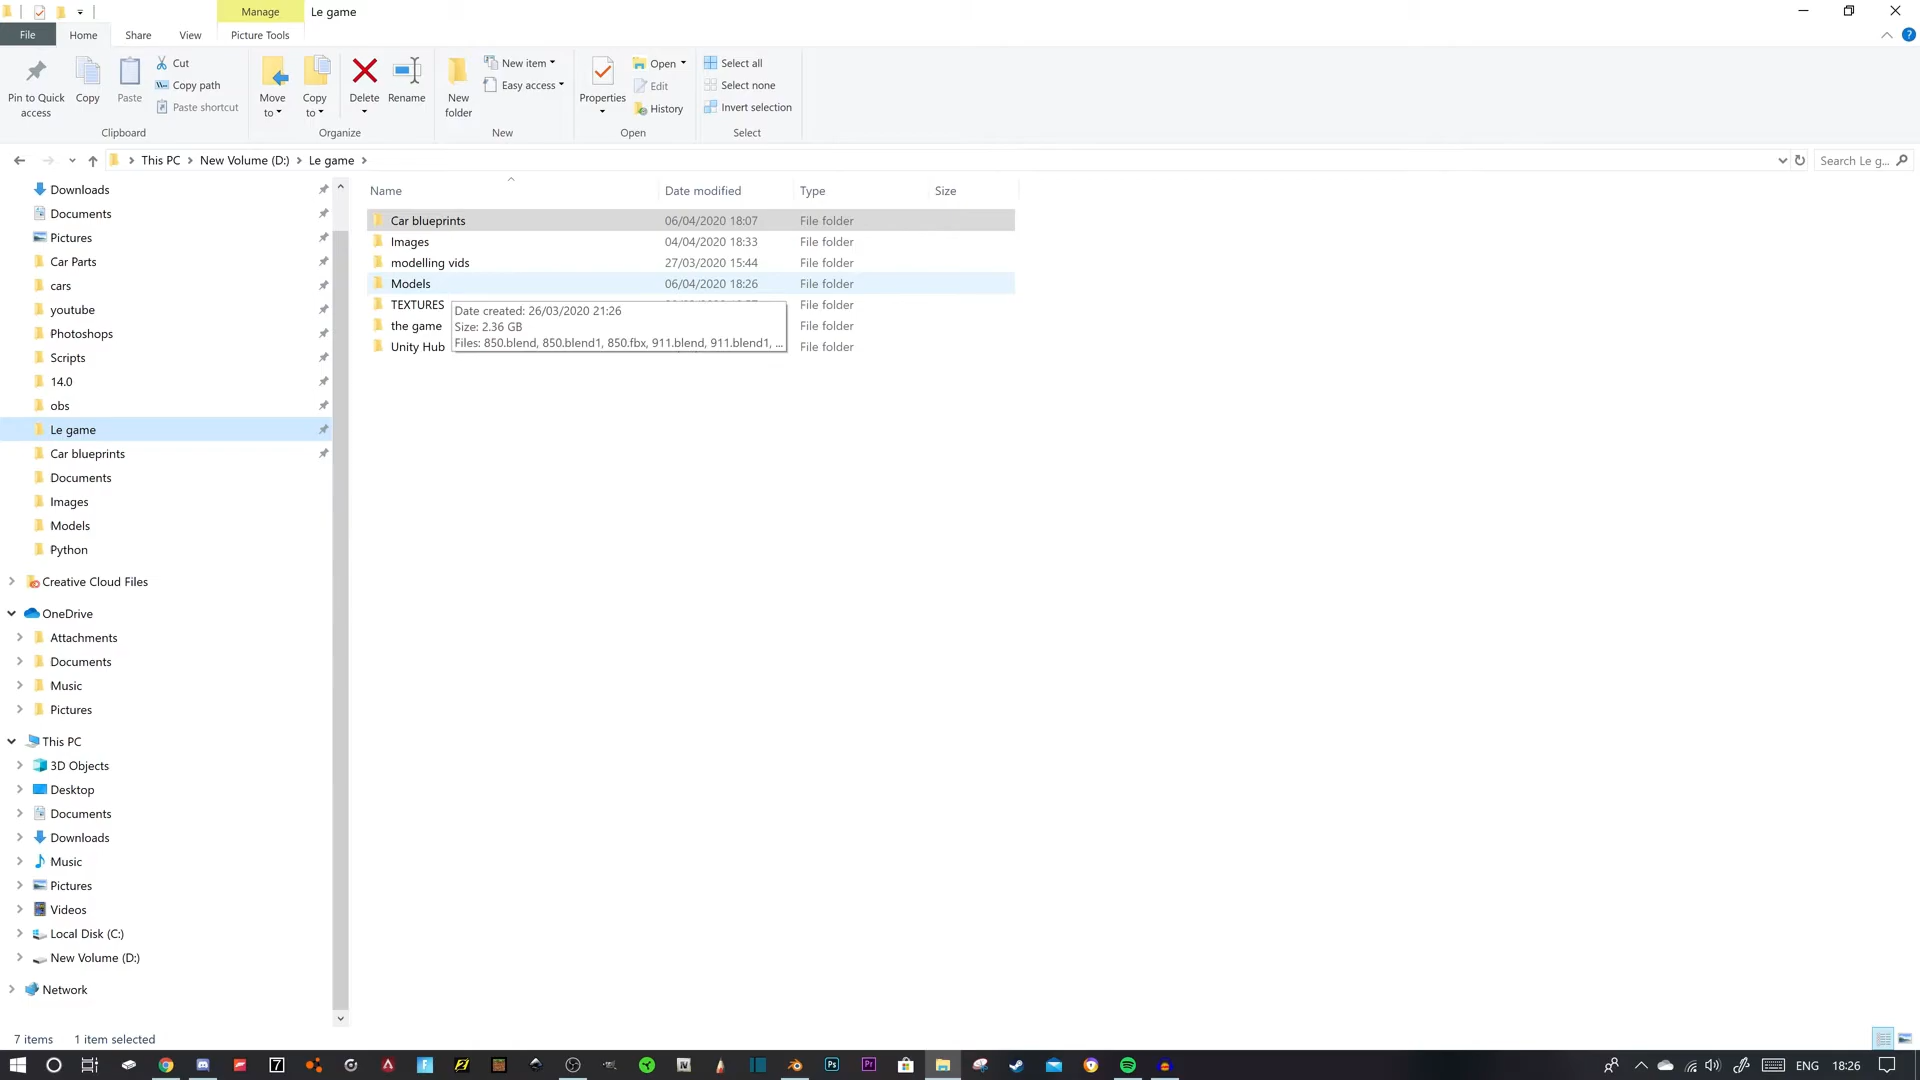 Manage Le game
File Home Share View Picture Tools
Pin to Quick access
Copy
Paste
Cut
Copy path
Paste shortcut
Clipboard
Move to
Copy to
Delete
Rename
Organize
New folder
New item
Easy access
New
Properties
Open
Edit
History
Open
Select all
Select none
Invert selection
Select
This PC New Volume (D:) Le game
Search Le g...
Downloads
Documents
Pictures
Car Parts
cars
youtube
Photoshops
Scripts
14.0
obs
Le game
Car blueprints
Documents
Images
Models
Python
Creative Cloud Files
OneDrive
Attachments
Documents
Music
Pictures
This PC
3D Objects
Desktop
Documents
Downloads
Music
Pictures
Videos
Local Disk (C:)
New Volume (D:)
Network
Name Date modified Type Size
Car blueprints 06/04/2020 18:07 File folder
Images 04/04/2020 18:33 File folder
modelling vids 27/03/2020 15:44 File folder
Models 06/04/2020 18:26 File folder
TEXTURES File folder
the game File folder
Unity Hub File folder
Date created: 26/03/2020 21:26
Size: 2.36 GB
Files: 850.blend, 850.blend1, 850.fbx, 911.blend, 911.blend1, ...
7 items 1 item selected
7 IV Ps Pr ENG 18:26